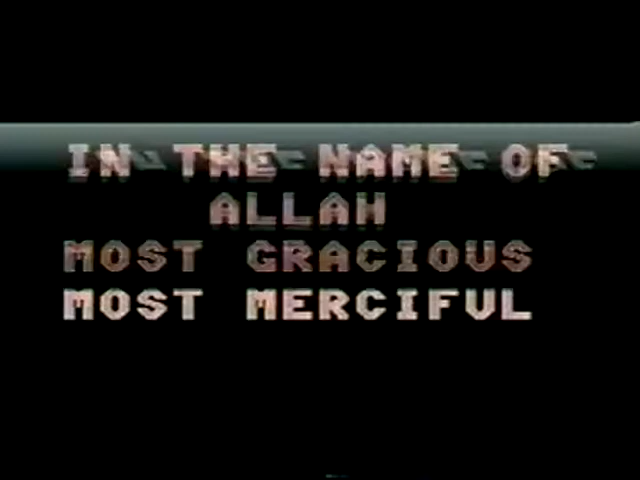 IN THE NAME OF
ALLAH
MOST GRACIOUS
MOST MERCIFUL